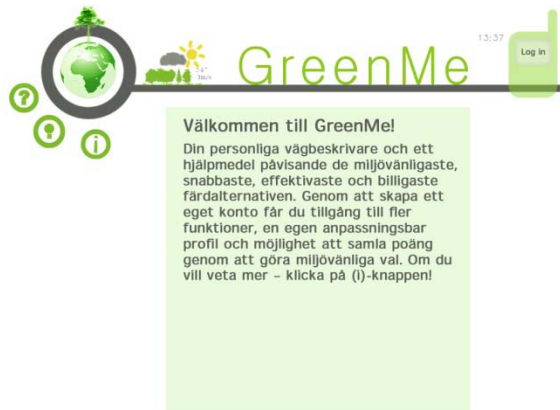 13:37
Log in
24°
1m/s
GreenMe
?
i
Välkommen till GreenMe!
Din personliga vägbeskrivare och ett
hjälpmedel påvisande de miljövänligaste,
snabbaste, effektivaste och billigaste
färdalternativen. Genom att skapa ett
eget konto får du tillgång till fler
funktioner, en egen anpassningsbar
profil och möjlighet att samla poäng
genom att göra miljövänliga val. Om du
vill veta mer – klicka på (i)-knappen!